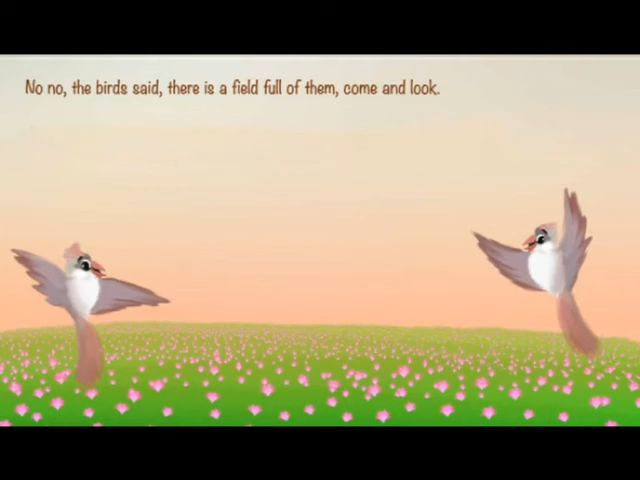 No no, the birds said, there is a field full of them, come and look.